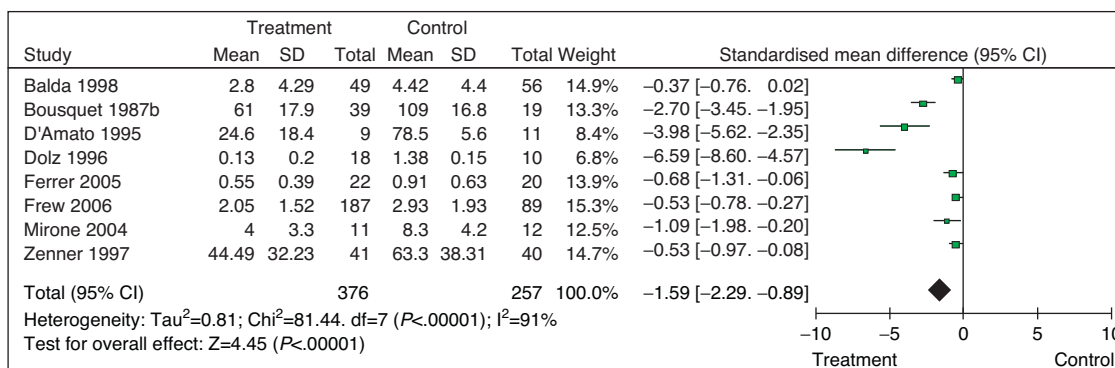 Treatment Control
Study Mean SD Total Mean SD Total Weight Standardised mean difference (95% CI)
Balda 1998 2.8 4.29 49 4.42 4.4 56 14.9% −0.37 [−0.76. 0.02]
Bousquet 1987b 61 17.9 39 109 16.8 19 13.3% −2.70 [−3.45. −1.95]
D'Amato 1995 24.6 18.4 9 78.5 5.6 11 8.4% −3.98 [−5.62. −2.35]
Dolz 1996 0.13 0.2 18 1.38 0.15 10 6.8% −6.59 [−8.60. −4.57]
Ferrer 2005 0.55 0.39 22 0.91 0.63 20 13.9% −0.68 [−1.31. −0.06]
Frew 2006 2.05 1.52 187 2.93 1.93 89 15.3% −0.53 [−0.78. −0.27]
Mirone 2004 4 3.3 11 8.3 4.2 12 12.5% −1.09 [−1.98. −0.20]
Zenner 1997 44.49 32.23 41 63.3 38.31 40 14.7% −0.53 [−0.97. −0.08]
Total (95% CI) 376 257 100.0% −1.59 [−2.29. −0.89]
Heterogeneity: Tau²=0.81; Chi²=81.44. df=7 (P<.00001); I²=91%
Test for overall effect: Z=4.45 (P<.00001)
−10 −5 0 5 10
Treatment Control